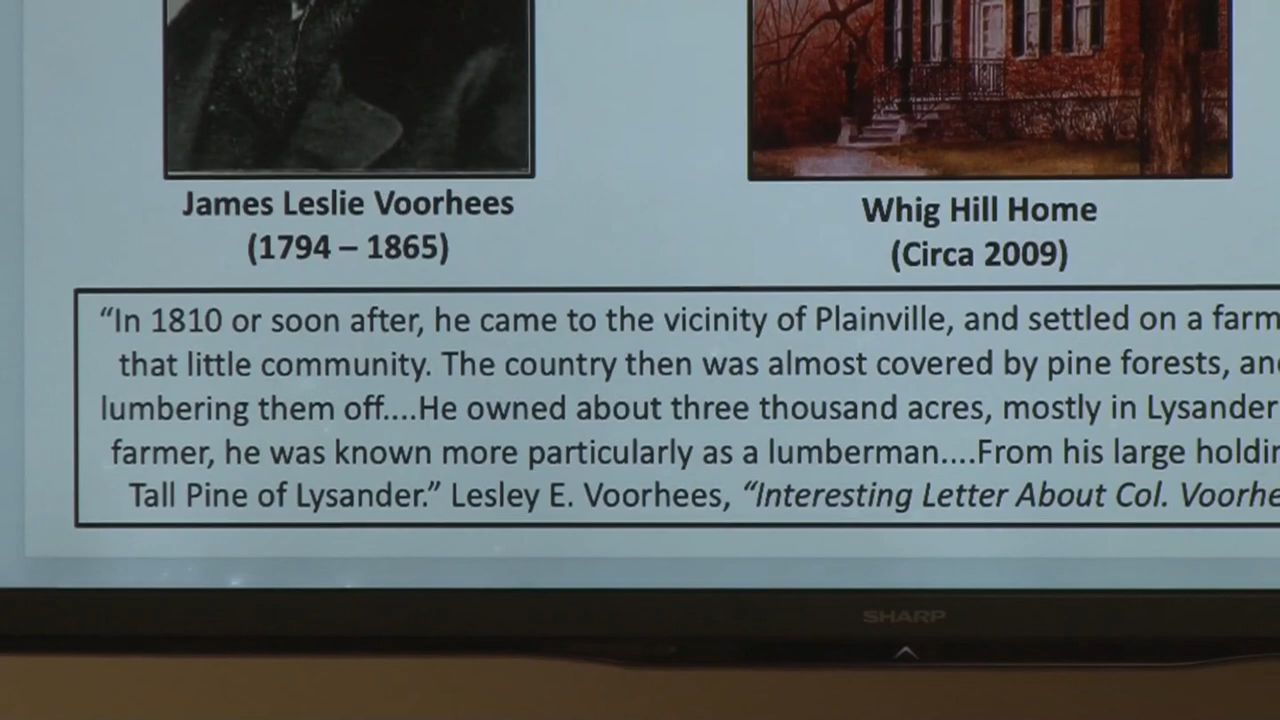 James Leslie Voorhees
(1794 – 1865)
Whig Hill Home
(Circa 2009)
“In 1810 or soon after, he came to the vicinity of Plainville, and settled on a farm
that little community. The country then was almost covered by pine forests, and
lumbering them off....He owned about three thousand acres, mostly in Lysander
farmer, he was known more particularly as a lumberman....From his large
Tall Pine of Lysander.” Lesley E. Voorhees, “Interesting Letter About Col.
SHARP